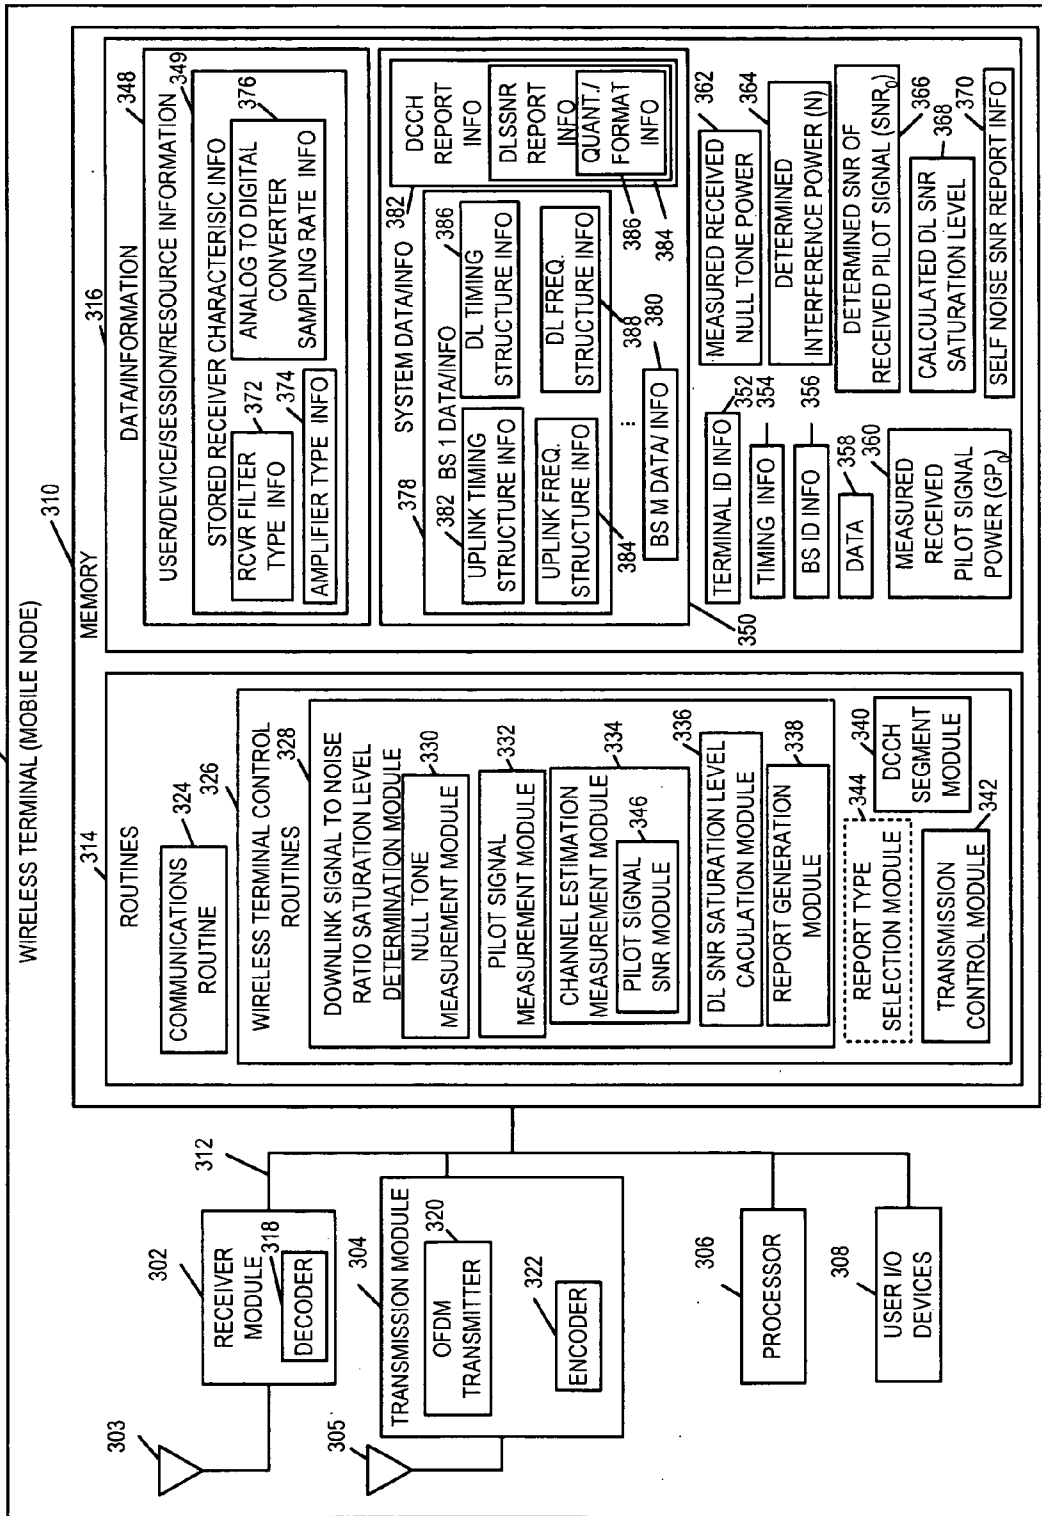 WIRELESS TERMINAL (MOBILE NODE)
310
302
RECEIVER
MODULE
318
DECODER
303
312
304
TRANSMISSION MODULE
320
OFDM
TRANSMITTER
322
ENCODER
305
306
PROCESSOR
308
USER I/O
DEVICES
MEMORY
314
ROUTINES
324
COMMUNICATIONS
ROUTINE
326
WIRELESS TERMINAL CONTROL
ROUTINES
328
DOWNLINK SIGNAL TO NOISE
RATIO SATURATION LEVEL
DETERMINATION MODULE
330
NULL TONE
MEASUREMENT MODULE
332
PILOT SIGNAL
MEASUREMENT MODULE
334
CHANNEL ESTIMATION
MEASUREMENT MODULE
346
PILOT SIGNAL
SNR MODULE
336
DL SNR SATURATION LEVEL
CACULATION MODULE
338
REPORT GENERATION
MODULE
344
REPORT TYPE
SELECTION MODULE
340
DCCH
SEGMENT
MODULE
342
TRANSMISSION
CONTROL MODULE
316
DATA/INFORMATION
348
USER/DEVICE/SESSION/RESOURCE INFORMATION
349
STORED RECEIVER CHARACTERISIC INFO
372
RCVR FILTER
TYPE INFO
374
AMPLIFIER TYPE INFO
376
ANALOG TO DIGITAL
CONVERTER
SAMPLING RATE INFO
350
SYSTEM DATA/INFO
378
BS 1 DATA/INFO
382
UPLINK TIMING
STRUCTURE INFO
386
DL TIMING
STRUCTURE INFO
384
UPLINK FREQ.
STRUCTURE INFO
388
DL FREQ.
STRUCTURE INFO
380
BS M DATA/ INFO
382
DCCH
REPORT
INFO
384
DLSSNR
REPORT
INFO
386
QUANT./
FORMAT
INFO
352
TERMINAL ID INFO
354
TIMING INFO
356
BS ID INFO
358
DATA
360
MEASURED
RECEIVED
PILOT SIGNAL
POWER (GP0)
362
MEASURED RECEIVED
NULL TONE POWER
364
DETERMINED
INTERFERENCE POWER (N)
366
DETERMINED SNR OF
RECEIVED PILOT SIGNAL (SNR0)
368
CALCULATED DL SNR
SATURATION LEVEL
370
SELF NOISE SNR REPORT INFO